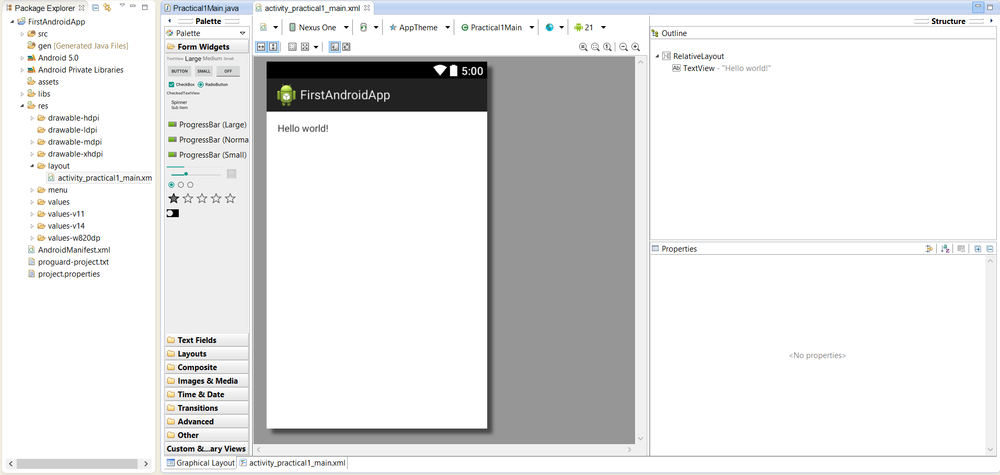 Package Explorer
FirstAndroidApp
src
gen [Generated Java Files]
Android 5.0
Android Private Libraries
assets
libs
res
drawable-hdpi
drawable-ldpi
drawable-mdpi
drawable-xhdpi
layout
activity_practical1_main.xm
menu
values
values-v11
values-v14
values-w820dp
AndroidManifest.xml
proguard-project.txt
project.properties
Practical1Main.java
activity_practical1_main.xml
Palette
Palette
Form Widgets
TextView Large Medium Small
BUTTON SMALL OFF
CheckBox RadioButton
CheckedTextView
Spinner
Sub Item
ProgressBar (Large)
ProgressBar (Norma
ProgressBar (Small)
Text Fields
Layouts
Composite
Images & Media
Time & Date
Transitions
Advanced
Other
Custom &...ary Views
Nexus One
AppTheme
C Practical1Main
21
1
5:00
FirstAndroidApp
Hello world!
Graphical Layout
activity_practical1_main.xml
Structure
Outline
RelativeLayout
Ab TextView - "Hello world!"
Properties
<No properties>